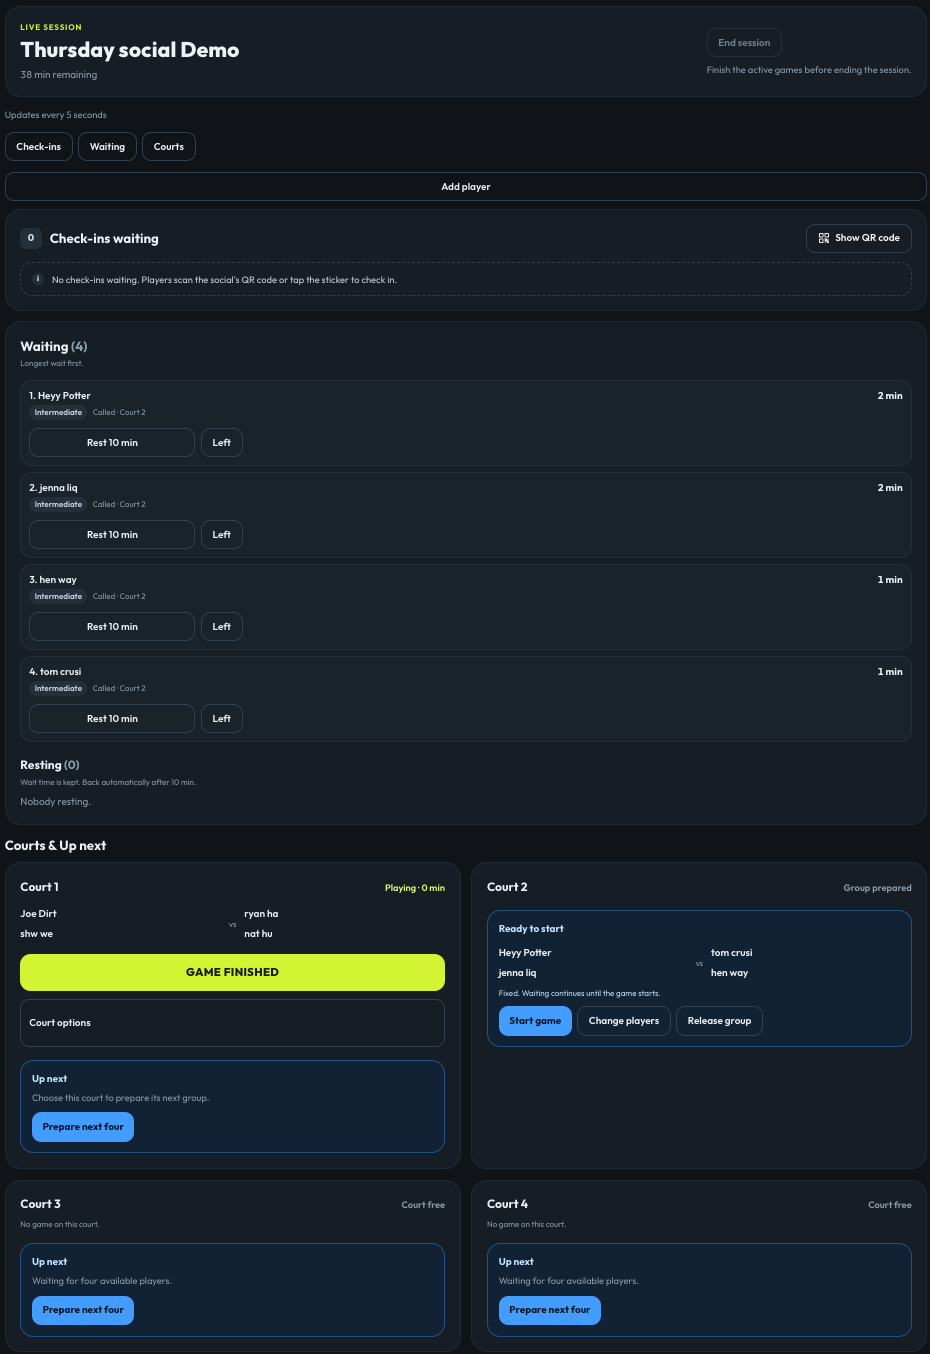 LIVE SESSION
Thursday social Demo
38 min remaining
End session
Finish the active games before ending the session.
Updates every 5 seconds
Check-ins
Waiting
Courts
Add player
0 Check-ins waiting
Show QR code
i No check-ins waiting. Players scan the social's QR code or tap the sticker to check in.
Waiting (4)
Longest wait first.
1. Heyy Potter
2 min
Intermediate Called · Court 2
Rest 10 min
Left
2. jenna liq
2 min
Intermediate Called · Court 2
Rest 10 min
Left
3. hen way
1 min
Intermediate Called · Court 2
Rest 10 min
Left
4. tom crusi
1 min
Intermediate Called · Court 2
Rest 10 min
Left
Resting (0)
Wait time is kept. Back automatically after 10 min.
Nobody resting.
Courts & Up next
Court 1
Playing · 0 min
Joe Dirt
shw we
vs
ryan ha
nat hu
GAME FINISHED
Court options
Up next
Choose this court to prepare its next group.
Prepare next four
Court 2
Group prepared
Ready to start
Heyy Potter
jenna liq
vs
tom crusi
hen way
Fixed. Waiting continues until the game starts.
Start game
Change players
Release group
Court 3
Court free
No game on this court.
Up next
Waiting for four available players.
Prepare next four
Court 4
Court free
No game on this court.
Up next
Waiting for four available players.
Prepare next four